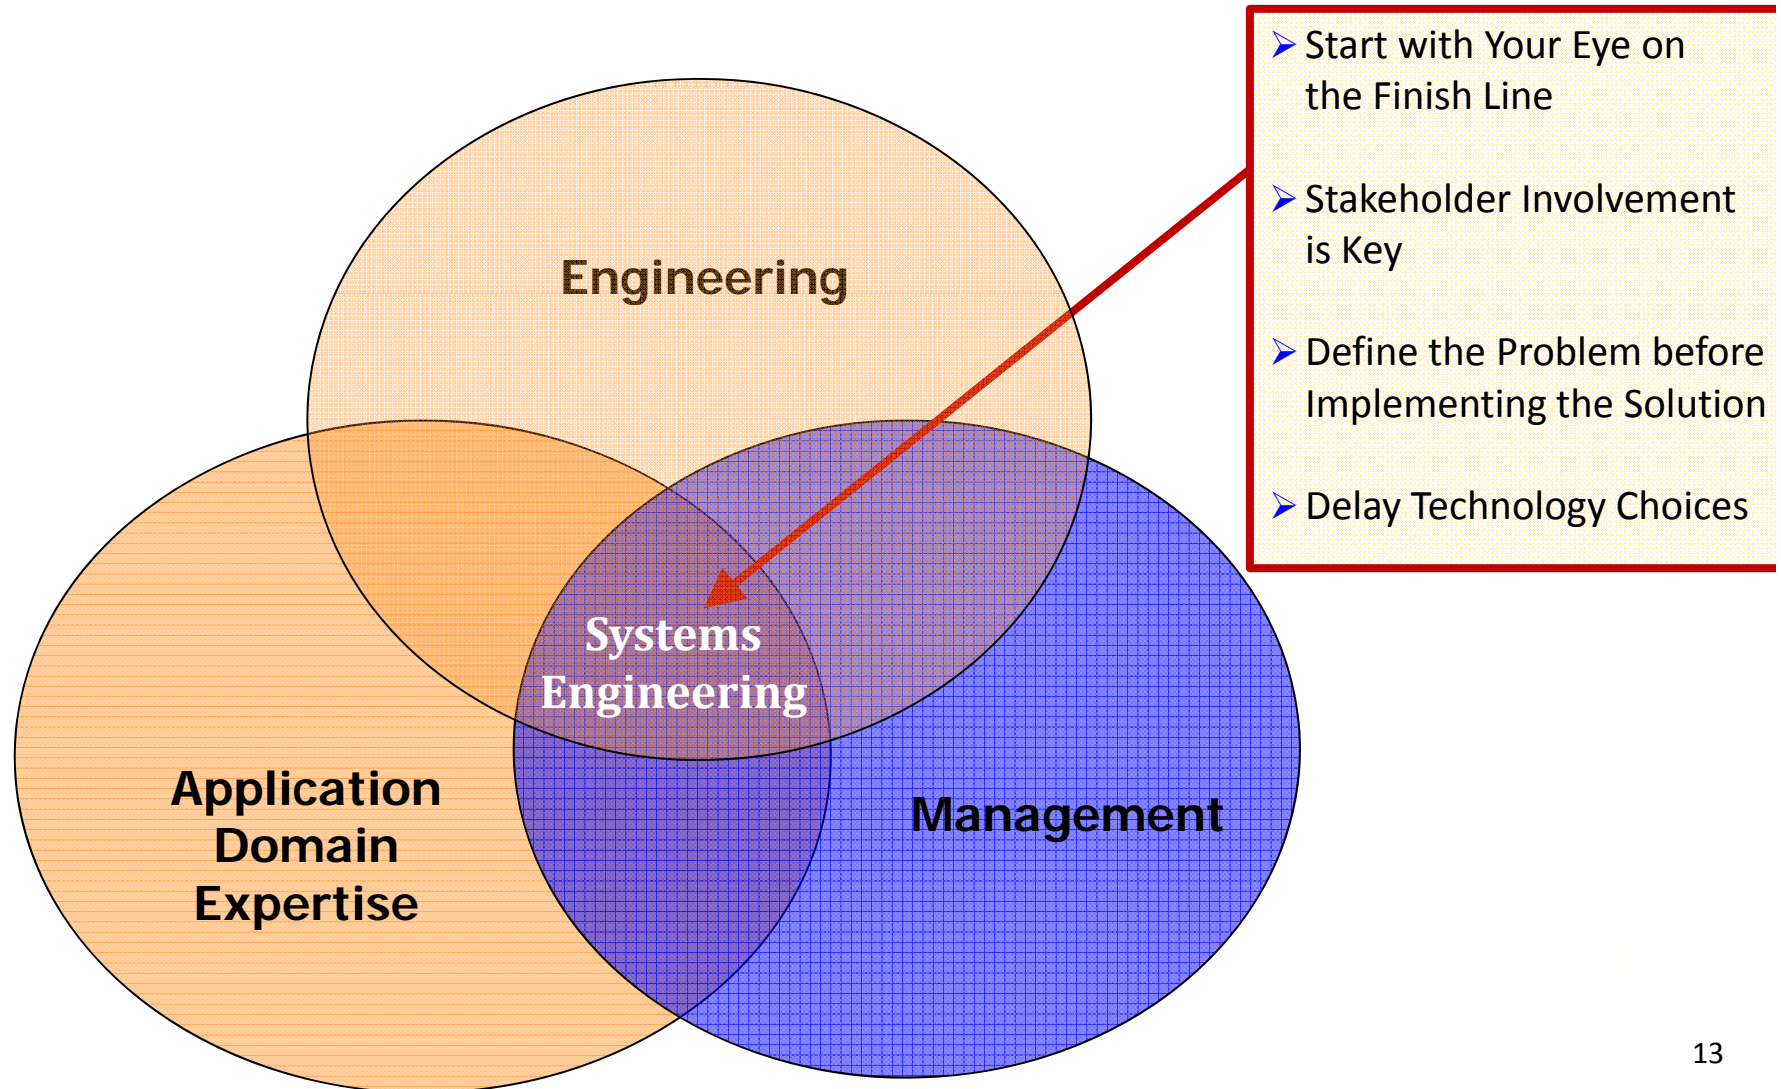 ➢ Start with Your Eye on
the Finish Line
➢ Stakeholder Involvement
is Key
➢ Define the Problem before
Implementing the Solution
➢ Delay Technology Choices
Engineering
Systems
Engineering
Application
Domain
Expertise
Management
13